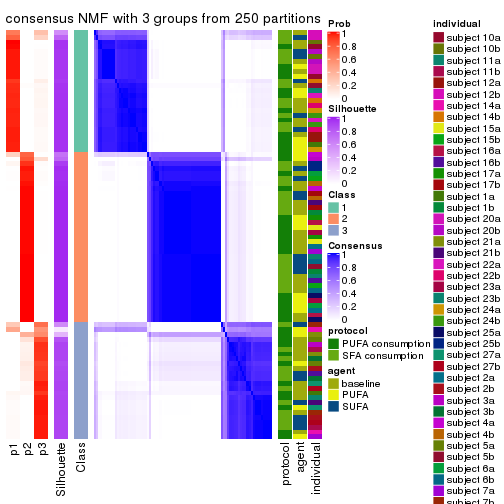 consensus NMF with 3 groups from 250 partitions
p1
p2
p3
Silhouette
Class
protocol
agent
individual
Prob
1
0.8
0.6
0.4
0.2
0
Silhouette
1
0.8
0.6
0.4
0.2
0
Class
1
2
3
Consensus
1
0.8
0.6
0.4
0.2
0
protocol
PUFA consumption
SFA consumption
agent
baseline
PUFA
SUFA
individual
subject 10a
subject 10b
subject 11a
subject 11b
subject 12a
subject 12b
subject 14a
subject 14b
subject 15a
subject 15b
subject 16a
subject 16b
subject 17a
subject 17b
subject 1a
subject 1b
subject 20a
subject 20b
subject 21a
subject 21b
subject 22a
subject 22b
subject 23a
subject 23b
subject 24a
subject 24b
subject 25a
subject 25b
subject 27a
subject 27b
subject 2a
subject 2b
subject 3a
subject 3b
subject 4a
subject 4b
subject 5a
subject 5b
subject 6a
subject 6b
subject 7a
subject 7b